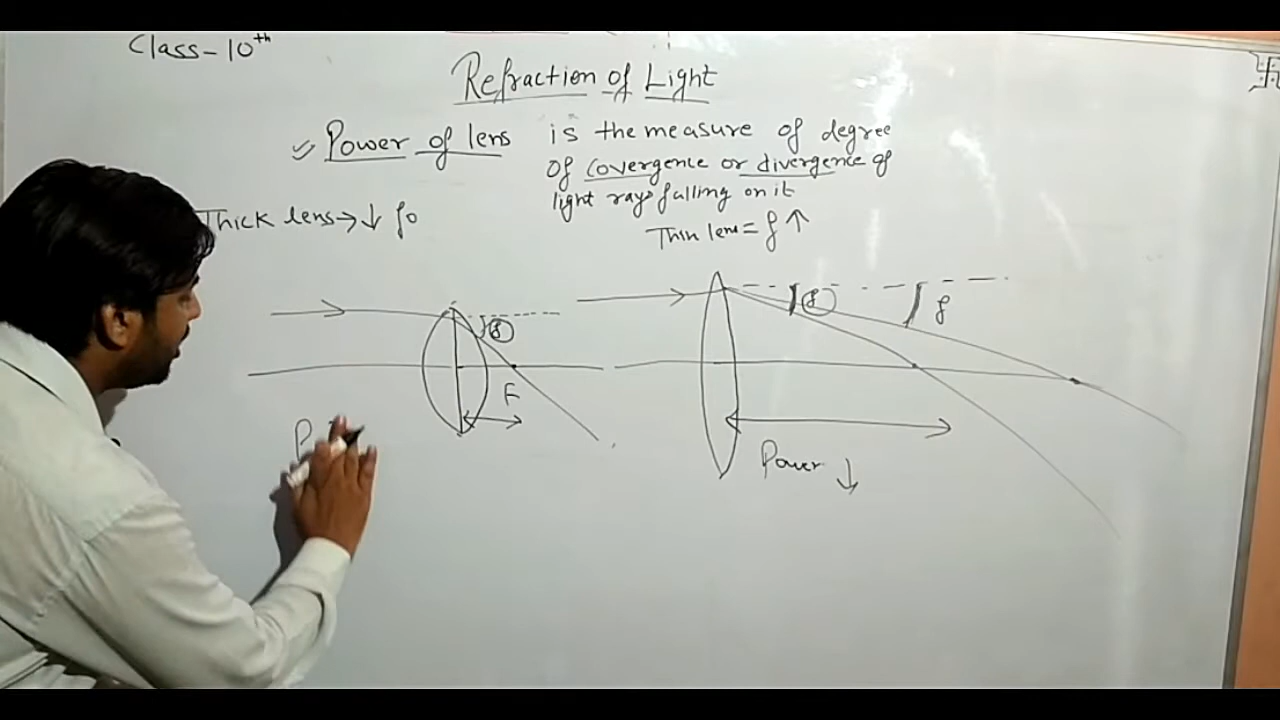 Class-10th
Refraction of Light
Power of lens is the measure of degree
of covergence or divergence of
light rays falling on it
Thick lens→ ↓ fo
Thin lens = f ↑
F
f
P
Power ↓